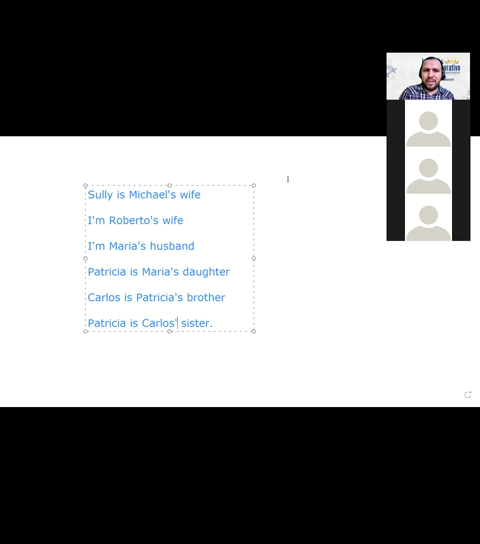 Sully is Michael's wife
I'm Roberto's wife
I'm Maria's husband
Patricia is Maria's daughter
Carlos is Patricia's brother
Patricia is Carlos' sister.